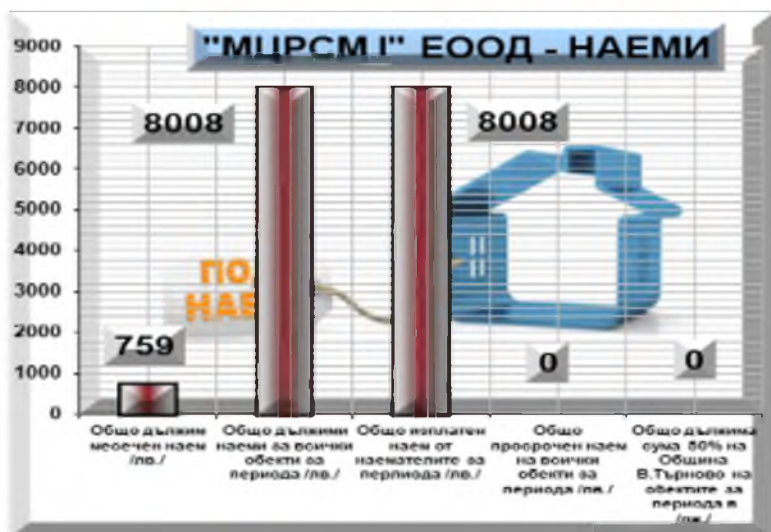 "МЦРСМ I" ЕООД - НАЕМИ
9000
8000
7000
6000
5000
4000
3000
2000
1000
0
8008
8008
759
0
0
ПО
НАЕ
Общо дължим
месечен наем
/лв./
Общо дължими
наеми за всички
обекти за
периода /лв./
Общо изплатен
наем от
наемателите за
перлиода /лв./
Общо
просрочен наем
на всички
обекти за
периода /лв./
Общо дължима
сума 50% на
Община
В.Търново на
обектите за
периода в
/лв./